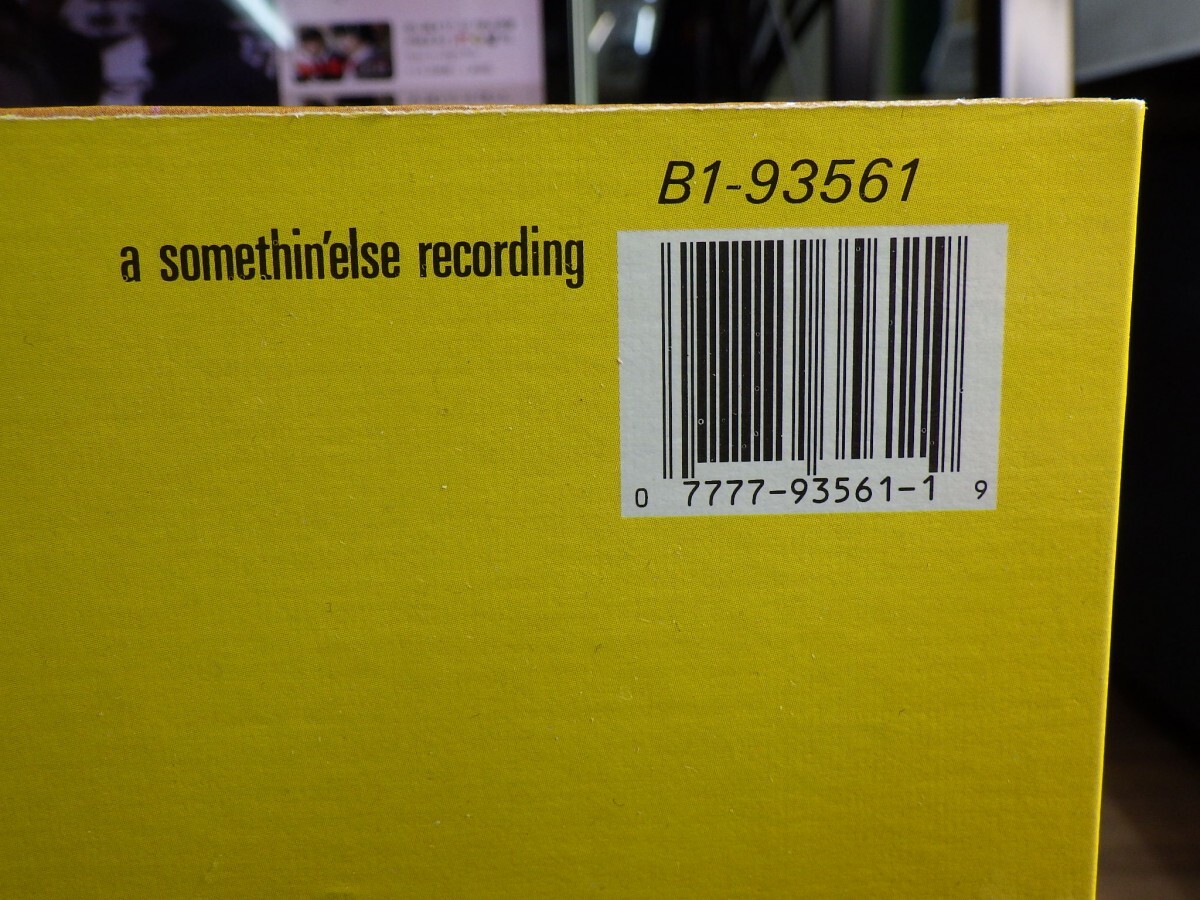 B1-93561
a somethin'else recording
0 7777-93561-1 9